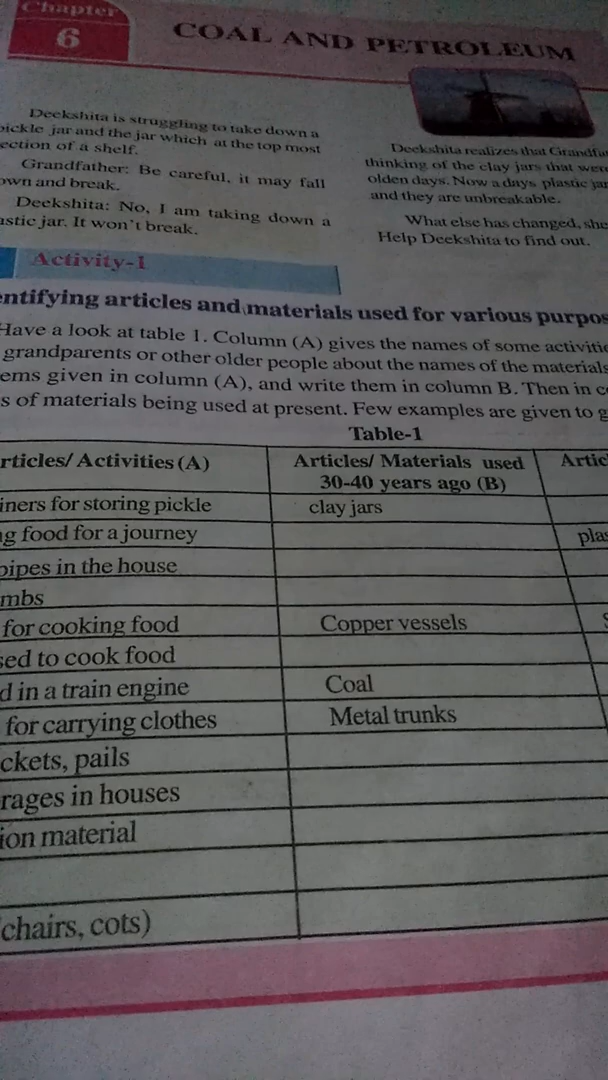 Chapter
6
COAL AND PETROLEUM
Deekshita is struggling to take down a
pickle jar and the jar which at the top most
ection of a shelf.
Grandfather: Be careful, it may fall
own and break.
Deekshita: No, I am taking down a
astic jar. It won't break.
Deekshita realizes that Grandfa
thinking of the clay jars that were
olden days. Now a days plastic jar
and they are unbreakable.
What else has changed, she
Help Deekshita to find out.
Activity-1
entifying articles and materials used for various purpos
Have a look at table 1. Column (A) gives the names of some activitie
grandparents or other older people about the names of the materials
ems given in column (A), and write them in column B. Then in c
s of materials being used at present. Few examples are given to g
Table-1
rticles/ Activities (A)
Articles/ Materials used
30-40 years ago (B)
Artic
iners for storing pickle
clay jars
ng food for a journey
plas
pipes in the house
mbs
for cooking food
Copper vessels
S
sed to cook food
d in a train engine
Coal
for carrying clothes
Metal trunks
ckets, pails
rages in houses
ion material
chairs, cots)